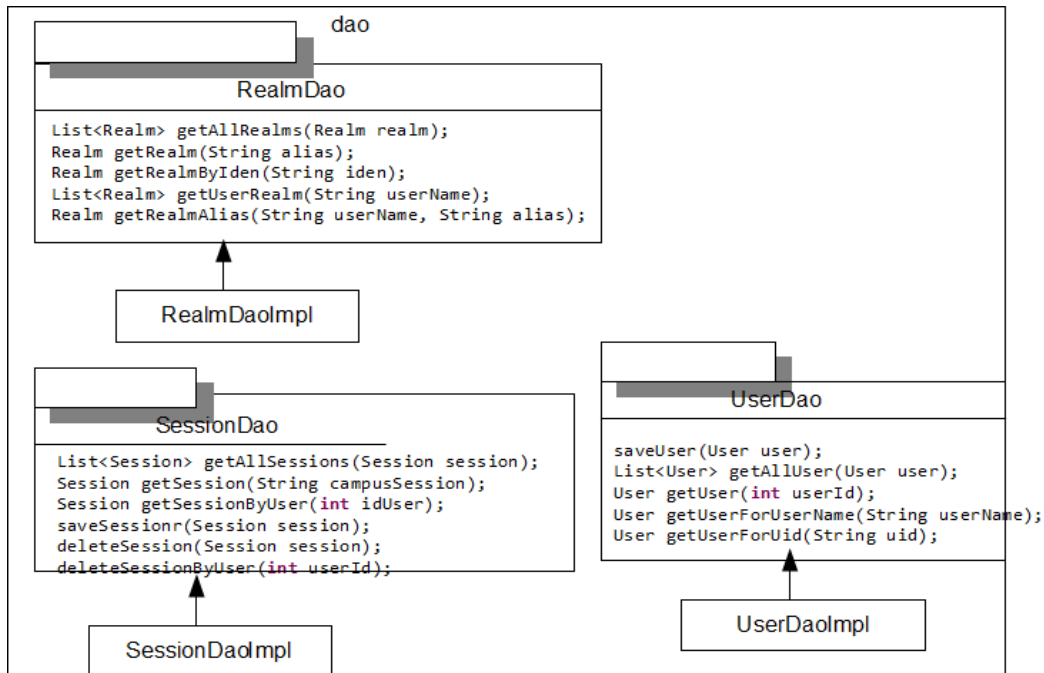 dao
RealmDao
List<Realm> getAllRealms(Realm realm);
Realm getRealm(String alias);
Realm getRealmByIden(String iden);
List<Realm> getUserRealm(String userName);
Realm getRealmAlias(String userName, String alias);
RealmDaoImpl
SessionDao
List<Session> getAllSessions(Session session);
Session getSession(String campusSession);
Session getSessionByUser(int idUser);
saveSessionr(Session session);
deleteSession(Session session);
deleteSessionByUser(int userId);
SessionDaoImpl
UserDao
saveUser(User user);
List<User> getAllUser(User user);
User getUser(int userId);
User getUserForUserName(String userName);
User getUserForUid(String uid);
UserDaoImpl